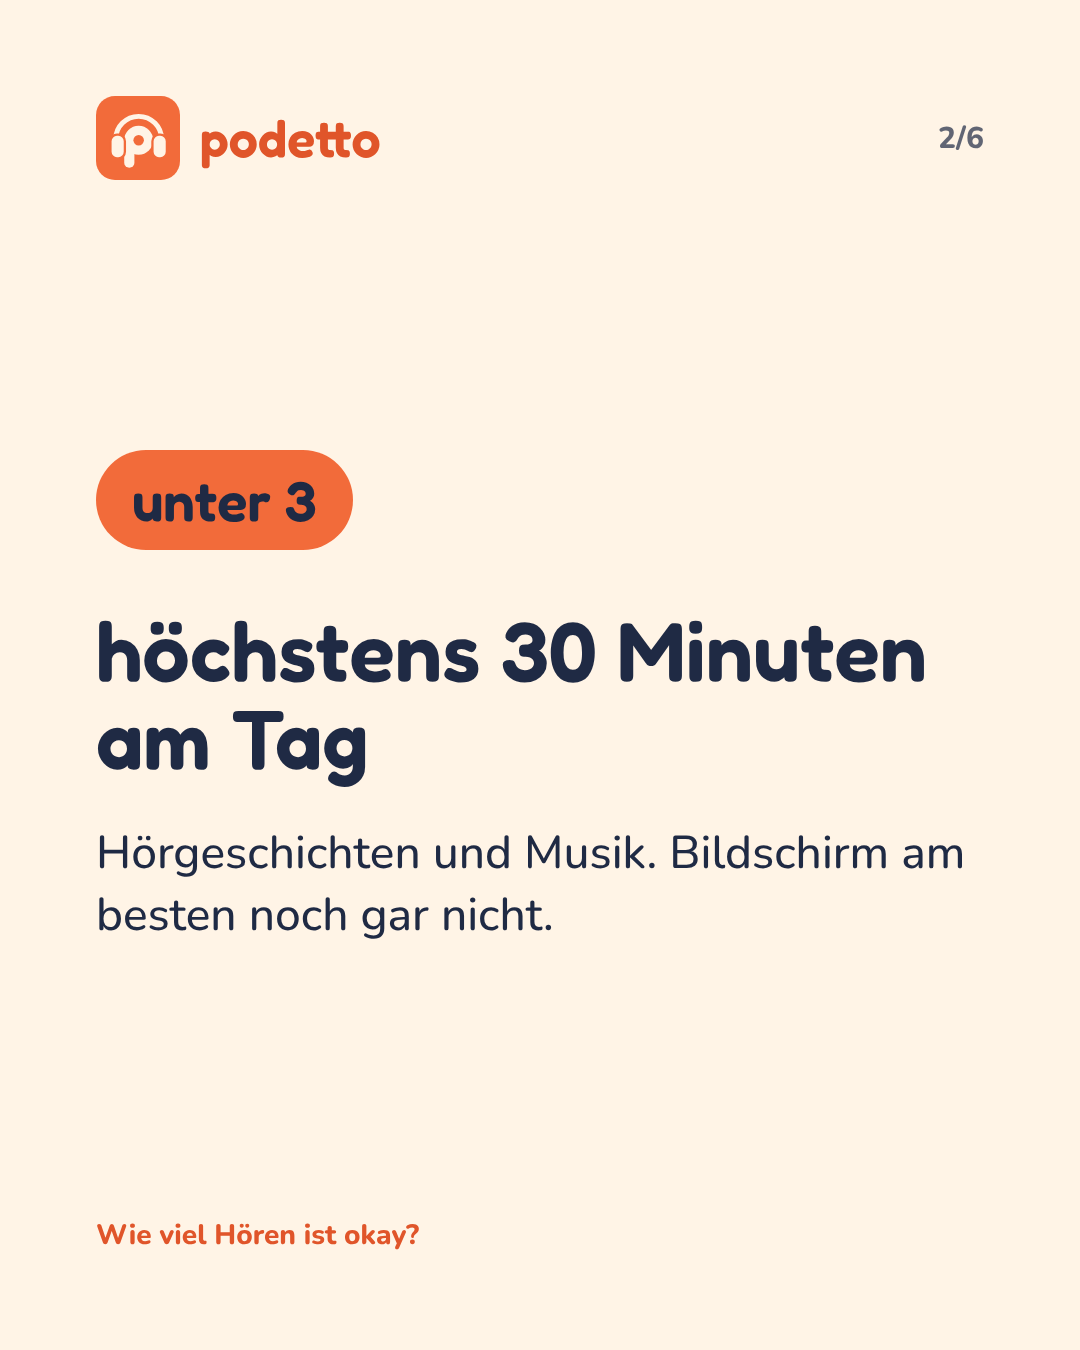 podetto
2/6
unter 3
höchstens 30 Minuten
am Tag
Hörgeschichten und Musik. Bildschirm am
besten noch gar nicht.
Wie viel Hören ist okay?